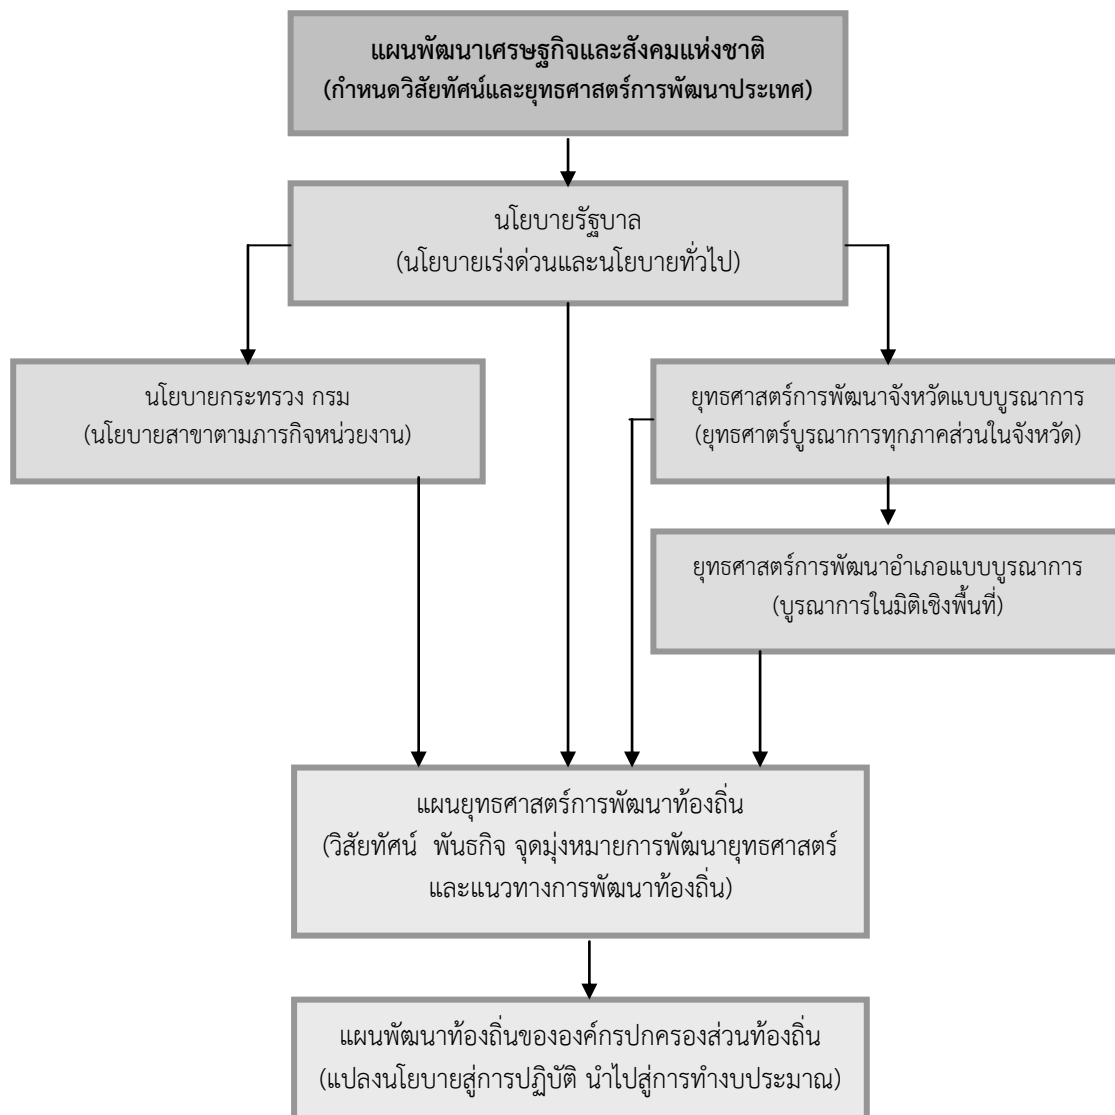 แผนพัฒนาเศรษฐกิจและสังคมแห่งชาติ
(กำหนดวิสัยทัศน์และยุทธศาสตร์การพัฒนาประเทศ)
นโยบายรัฐบาล
(นโยบายเร่งด่วนและนโยบายทั่วไป)
นโยบายกระทรวง กรม
(นโยบายสาขาตามภารกิจหน่วยงาน)
ยุทธศาสตร์การพัฒนาจังหวัดแบบบูรณาการ
(ยุทธศาตร์บูรณาการทุกภาคส่วนในจังหวัด)
ยุทธศาสตร์การพัฒนาอำเภอแบบบูรณาการ
(บูรณาการในมิติเชิงพื้นที่)
แผนยุทธศาสตร์การพัฒนาท้องถิ่น
(วิสัยทัศน์ พันธกิจ จุดมุ่งหมายการพัฒนายุทธศาสตร์
และแนวทางการพัฒนาท้องถิ่น)
แผนพัฒนาท้องถิ่นขององค์กรปกครองส่วนท้องถิ่น
(แปลงนโยบายสู่การปฏิบัติ นำไปสู่การทำงบประมาณ)